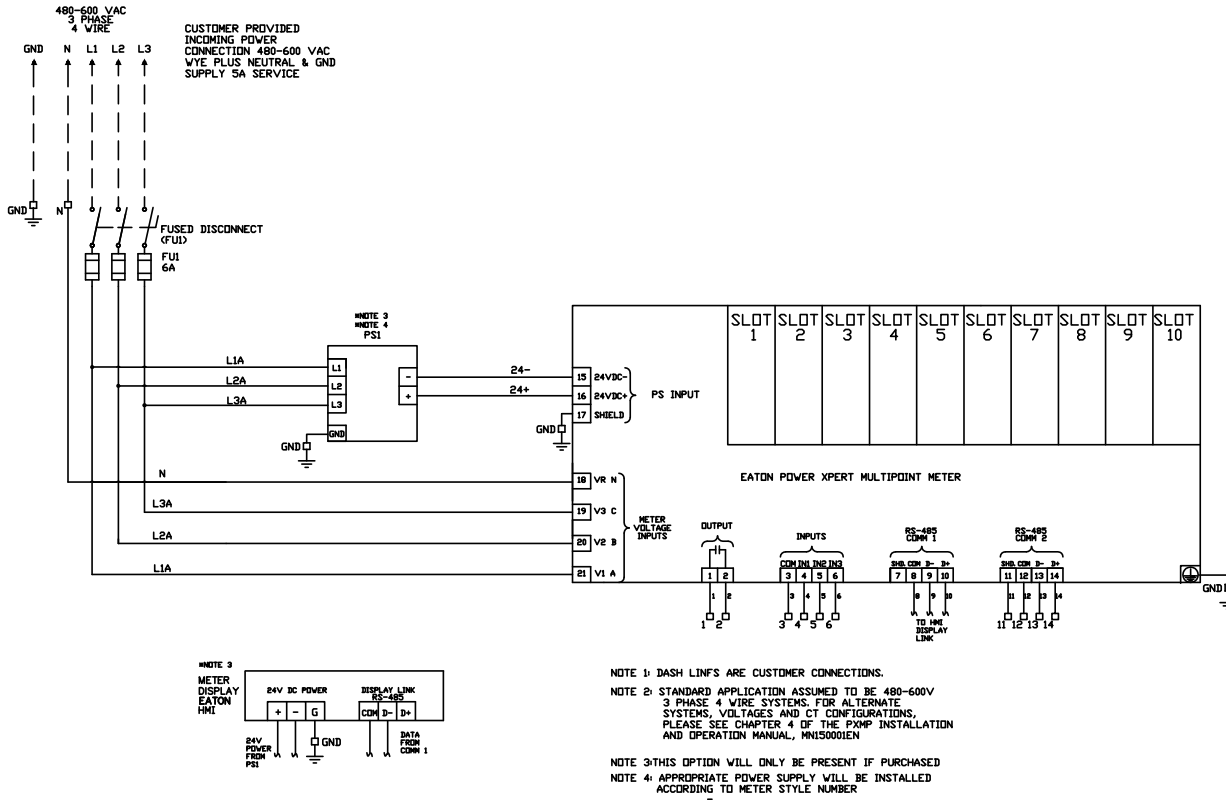 480-600 VAC
3 PHASE
4 WIRE
GND N L1 L2 L3
CUSTOMER PROVIDED
INCOMING POWER
CONNECTION 480-600 VAC
WYE PLUS NEUTRAL & GND
SUPPLY 5A SERVICE
GND
N
FUSED DISCONNECT
(FU1)
FU1
6A
*NOTE 3
*NOTE 4
PS1
L1A
L2A
L3A
L1
L2
L3
GND
GND
-
+
24-
24+
15 24VDC-
16 24VDC+
17 SHIELD
PS INPUT
GND
SLOT 1
SLOT 2
SLOT 3
SLOT 4
SLOT 5
SLOT 6
SLOT 7
SLOT 8
SLOT 9
SLOT 10
EATON POWER XPERT MULTIPOINT METER
N
L3A
L2A
L1A
18 VR N
19 V3 C
20 V2 B
21 V1 A
METER
VOLTAGE
INPUTS
OUTPUT
1 2
1 2
1 2
INPUTS
COM IN1 IN2 IN3
3 4 5 6
3 4 5 6
3 4 5 6
RS-485
COMM 1
SHD. COM D- D+
7 8 9 10
8 9 10
TO HMI
DISPLAY
LINK
RS-485
COMM 2
SHD. COM D- D+
11 12 13 14
11 12 13 14
11 12 13 14
GND
*NOTE 3
METER
DISPLAY
EATON
HMI
24V DC POWER
+ - G
24V
POWER
FROM
PS1
GND
DISPLAY LINK
RS-485
COM D- D+
DATA
FROM
COMM 1
NOTE 1: DASH LINES ARE CUSTOMER CONNECTIONS.
NOTE 2: STANDARD APPLICATION ASSUMED TO BE 480-600V
3 PHASE 4 WIRE SYSTEMS. FOR ALTERNATE
SYSTEMS, VOLTAGES AND CT CONFIGURATIONS,
PLEASE SEE CHAPTER 4 OF THE PXMP INSTALLATION
AND OPERATION MANUAL, MN150001EN
NOTE 3:THIS OPTION WILL ONLY BE PRESENT IF PURCHASED
NOTE 4: APPROPRIATE POWER SUPPLY WILL BE INSTALLED
ACCORDING TO METER STYLE NUMBER